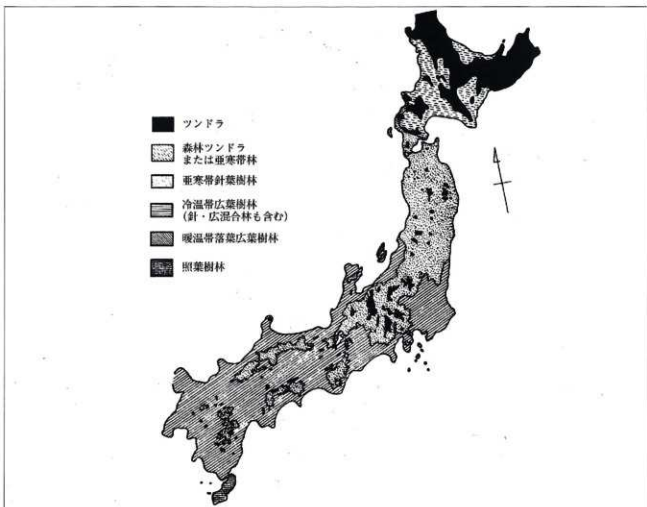 ツンドラ
森林ツンドラ
または亜寒帯林
亜寒帯針葉樹林
冷温帯広葉樹林
(針・広混合林も含む)
暖温帯落葉広葉樹林
照葉樹林